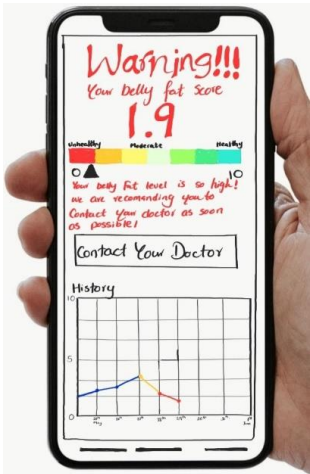 Warning!!!
Your belly fat score
1.9
Unhealthy Moderate Healthy
0 10
Your belly fat level is so high!
we are recomending you to
Contact your doctor as soon
as possible!
Contact Your Doctor
History
10
5
0